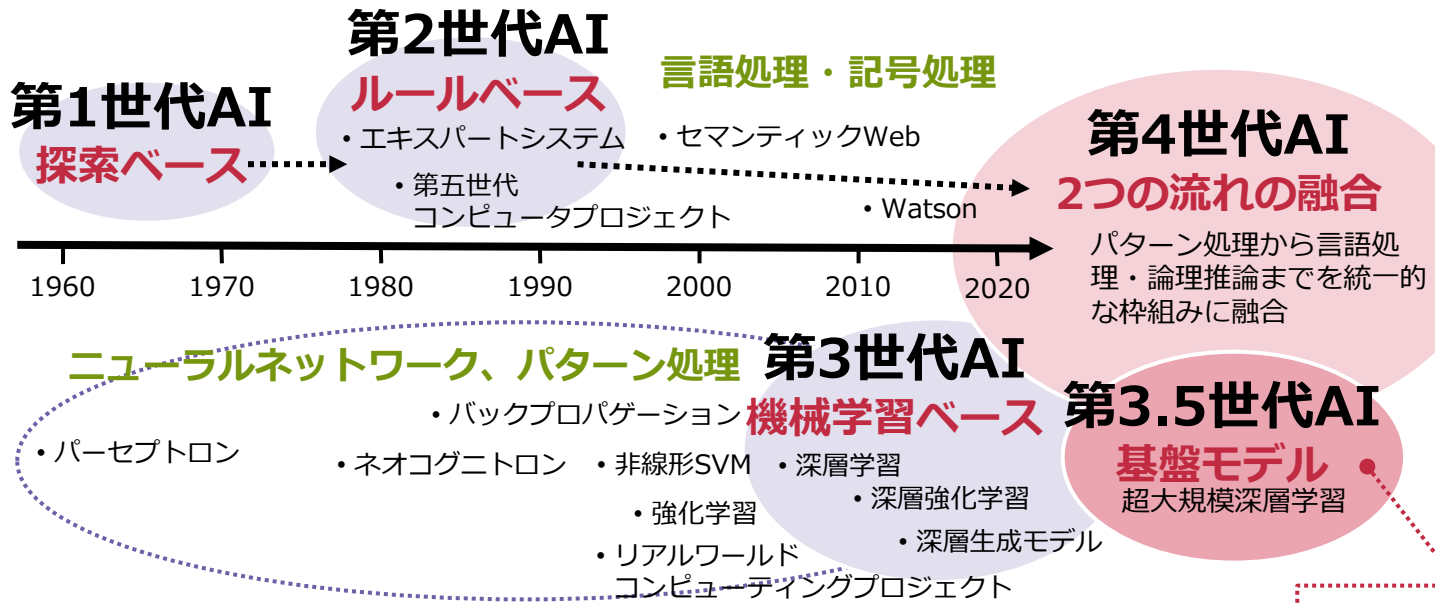 第1世代AI
探索ベース
第2世代AI
ルールベース
・エキスパートシステム
・第五世代
コンピュータプロジェクト
言語処理・記号処理
・セマンティックWeb
・Watson
第4世代AI
2つの流れの融合
パターン処理から言語処
理・論理推論までを統一的
な枠組みに融合
1960
1970
1980
1990
2000
2010
2020
ニューラルネットワーク、パターン処理
・バックプロパゲーション
・パーセプトロン
・ネオコグニトロン
・非線形SVM
・強化学習
・リアルワールド
コンピューティングプロジェクト
第3世代AI
機械学習ベース
・深層学習
・深層強化学習
・深層生成モデル
第3.5世代AI
基盤モデル
超大規模深層学習